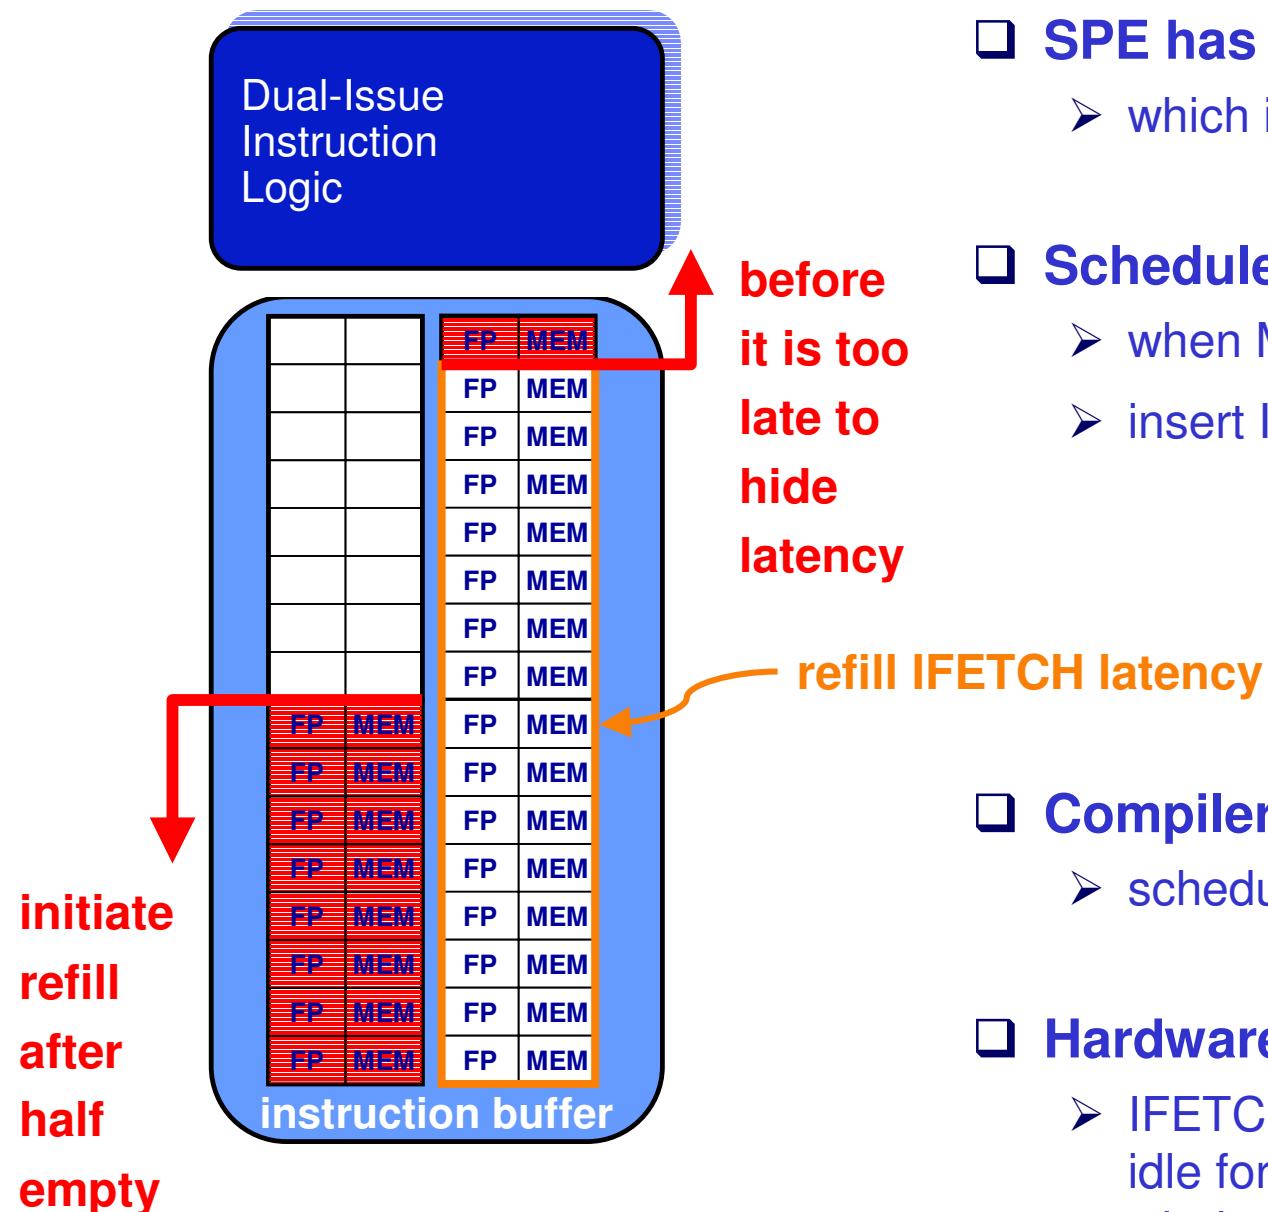 Dual-Issue
Instruction
Logic
FP MEM
FP MEM
FP MEM
FP MEM
FP MEM
FP MEM
FP MEM
FP MEM
FP MEM FP MEM
FP MEM FP MEM
FP MEM FP MEM
FP MEM FP MEM
FP MEM FP MEM
FP MEM FP MEM
FP MEM FP MEM
FP MEM FP MEM
instruction buffer
before
it is too
late to
hide
latency
refill IFETCH latency
initiate
refill
after
half
empty
SPE has
which i
Schedule
when M
insert I
Compiler
schedu
Hardware
IFETC
idle for